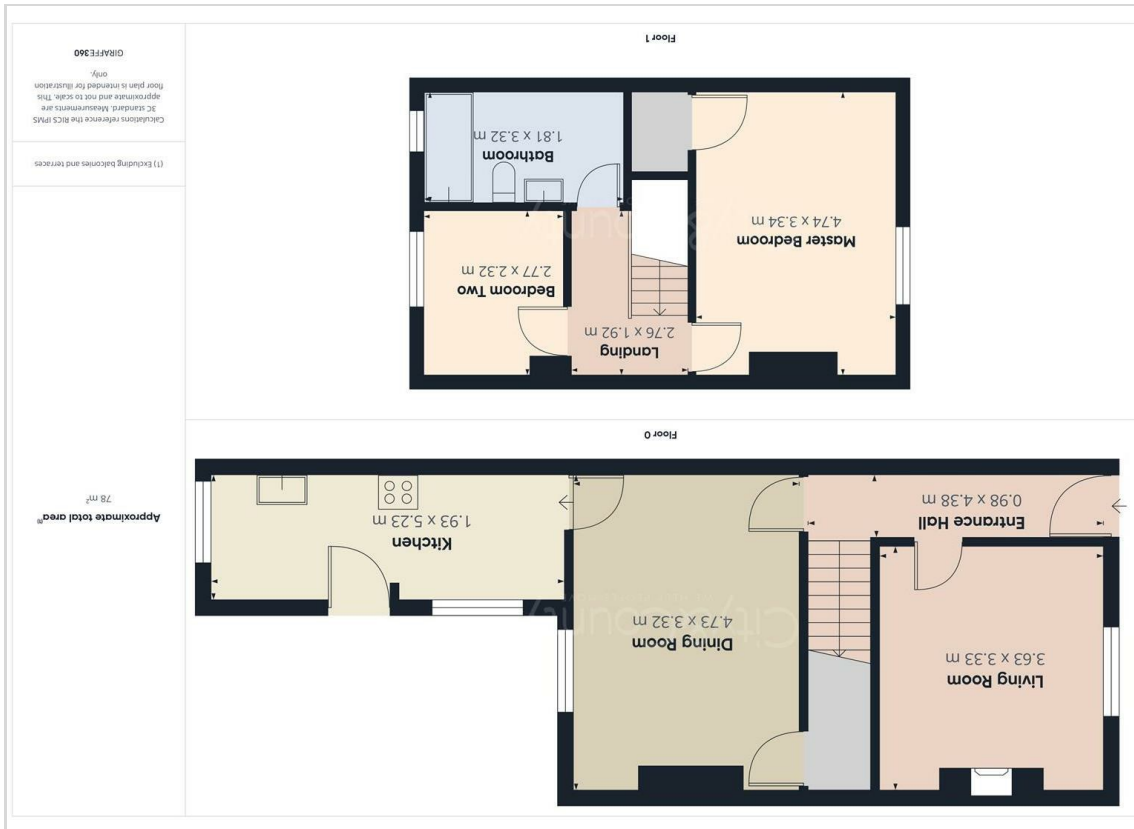 Living Room
3.63 x 3.33 m
Dining Room
4.73 x 3.32 m
City & County
Entrance Hall
0.98 x 4.38 m
Kitchen
1.93 x 5.23 m
Floor 0
Landing
2.76 x 1.92 m
Master Bedroom
4.74 x 3.34 m
Bedroom Two
2.77 x 2.32 m
Bathroom
1.81 x 3.32 m
Floor 1
Approximate total area(1)
78 m²
(1) Excluding balconies and terraces
Calculations reference the RICS IPMS
3C standard. Measurements are
approximate and not to scale. This
floor plan is intended for illustration
only.
GIRAFFE360